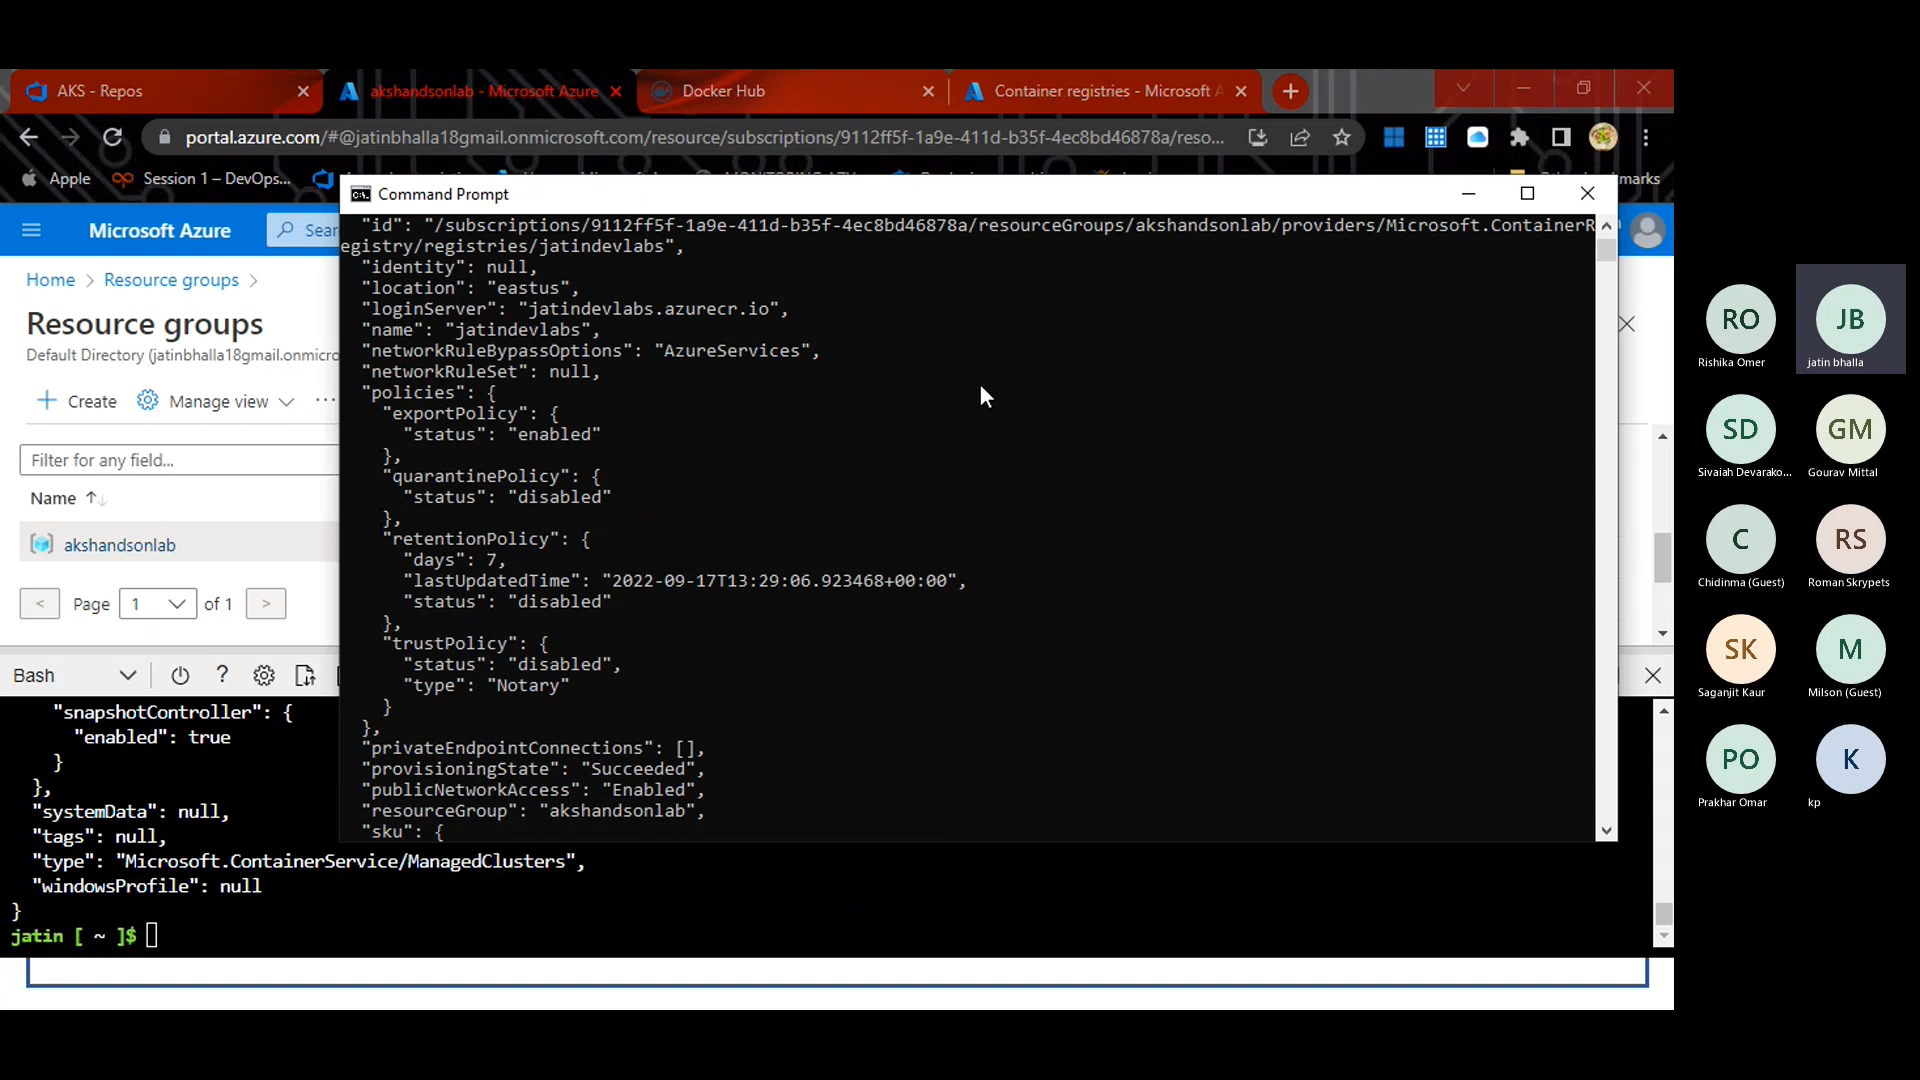 AKS - Repos
akshandsonlab - Microsoft Azure
Docker Hub
Container registries - Microsoft A
portal.azure.com/#@jatinbhalla18gmail.onmicrosoft.com/resource/subscriptions/9112ff5f-1a9e-411d-b35f-4ec8bd46878a/reso...
Apple
Session 1 – DevOps...
marks
Microsoft Azure
Sear
Home > Resource groups >
Resource groups
Default Directory (jatinbhalla18gmail.onmicro
Create
Manage view
Filter for any field...
Name
akshandsonlab
< Page 1 of 1 >
Command Prompt
"id": "/subscriptions/9112ff5f-1a9e-411d-b35f-4ec8bd46878a/resourceGroups/akshandsonlab/providers/Microsoft.ContainerR
egistry/registries/jatindevlabs",
"identity": null,
"location": "eastus",
"loginServer": "jatindevlabs.azurecr.io",
"name": "jatindevlabs",
"networkRuleBypassOptions": "AzureServices",
"networkRuleSet": null,
"policies": {
"exportPolicy": {
"status": "enabled"
},
"quarantinePolicy": {
"status": "disabled"
},
"retentionPolicy": {
"days": 7,
"lastUpdatedTime": "2022-09-17T13:29:06.923468+00:00",
"status": "disabled"
},
"trustPolicy": {
"status": "disabled",
"type": "Notary"
}
},
"privateEndpointConnections": [],
"provisioningState": "Succeeded",
"publicNetworkAccess": "Enabled",
"resourceGroup": "akshandsonlab",
"sku": {
Bash
?
"snapshotController": {
"enabled": true
}
},
"systemData": null,
"tags": null,
"type": "Microsoft.ContainerService/ManagedClusters",
"windowsProfile": null
}
jatin [ ~ ]$
RO
Rishika Omer
JB
jatin bhalla
SD
Sivaiah Devarako...
GM
Gourav Mittal
C
Chidinma (Guest)
RS
Roman Skrypets
SK
Saganjit Kaur
M
Milson (Guest)
PO
Prakhar Omar
K
kp